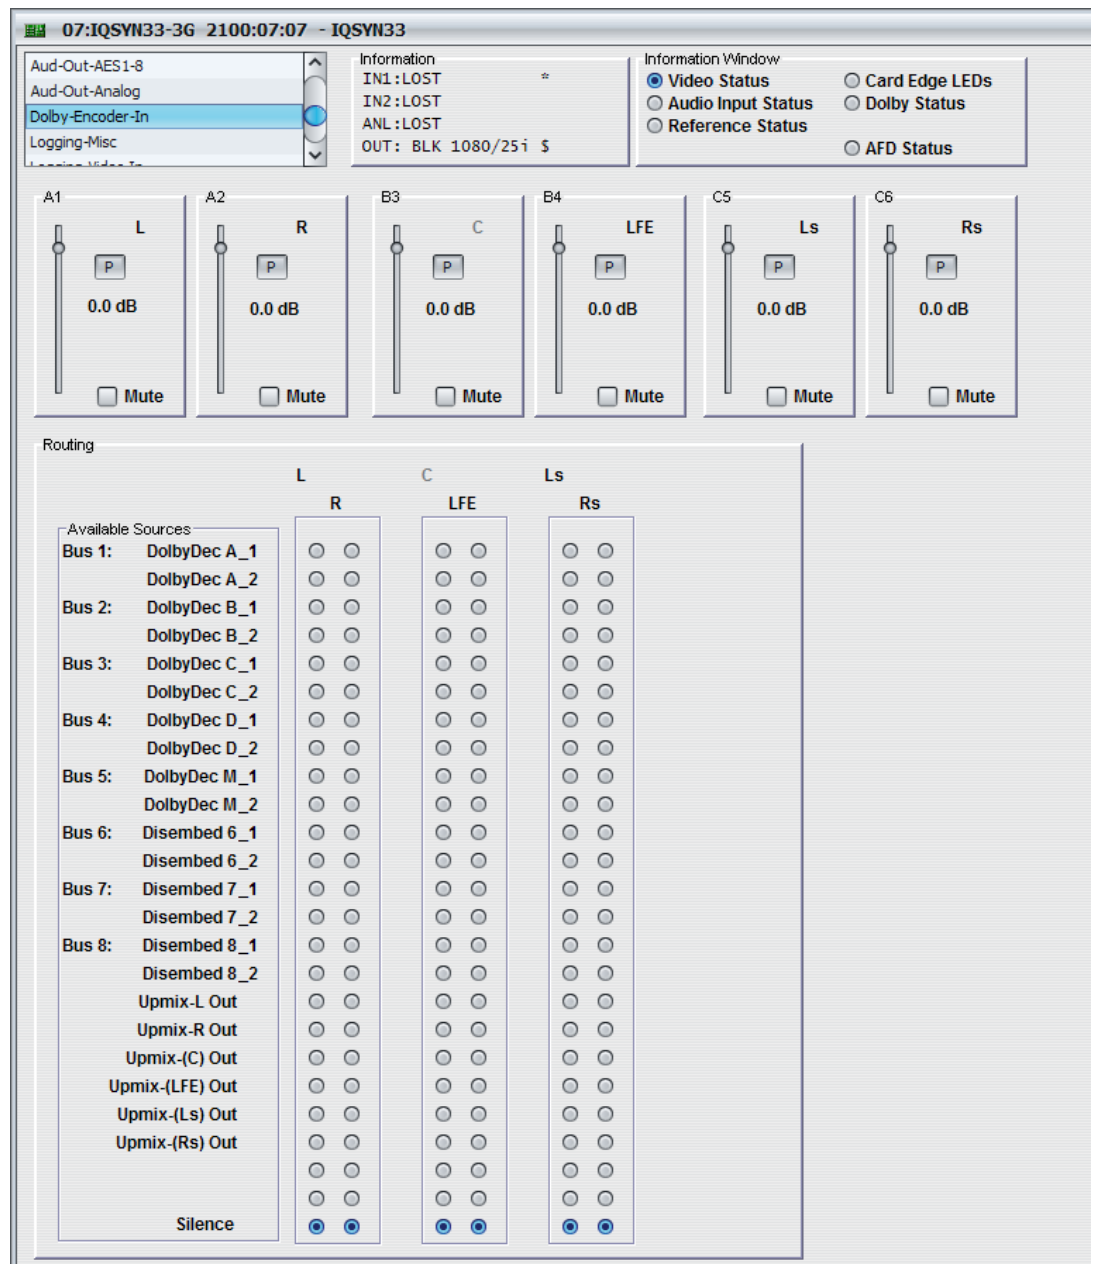 07:IQSYN33-3G 2100:07:07 - IQSYN33
Aud-Out-AES1-8
Aud-Out-Analog
Dolby-Encoder-In
Logging-Misc
Information
IN1:LOST *
IN2:LOST
ANL:LOST
OUT: BLK 1080/25i $
Information Window
Video Status Card Edge LEDs
Audio Input Status Dolby Status
Reference Status
AFD Status
A1 A2 B3 B4 C5 C6
L R C LFE Ls Rs
P P P P P P
0.0 dB 0.0 dB 0.0 dB 0.0 dB 0.0 dB 0.0 dB
Mute Mute Mute Mute Mute Mute
Routing
L C Ls
R LFE Rs
Available Sources
Bus 1: DolbyDec A_1
DolbyDec A_2
Bus 2: DolbyDec B_1
DolbyDec B_2
Bus 3: DolbyDec C_1
DolbyDec C_2
Bus 4: DolbyDec D_1
DolbyDec D_2
Bus 5: DolbyDec M_1
DolbyDec M_2
Bus 6: Disembed 6_1
Disembed 6_2
Bus 7: Disembed 7_1
Disembed 7_2
Bus 8: Disembed 8_1
Disembed 8_2
Upmix-L Out
Upmix-R Out
Upmix-(C) Out
Upmix-(LFE) Out
Upmix-(Ls) Out
Upmix-(Rs) Out
Silence